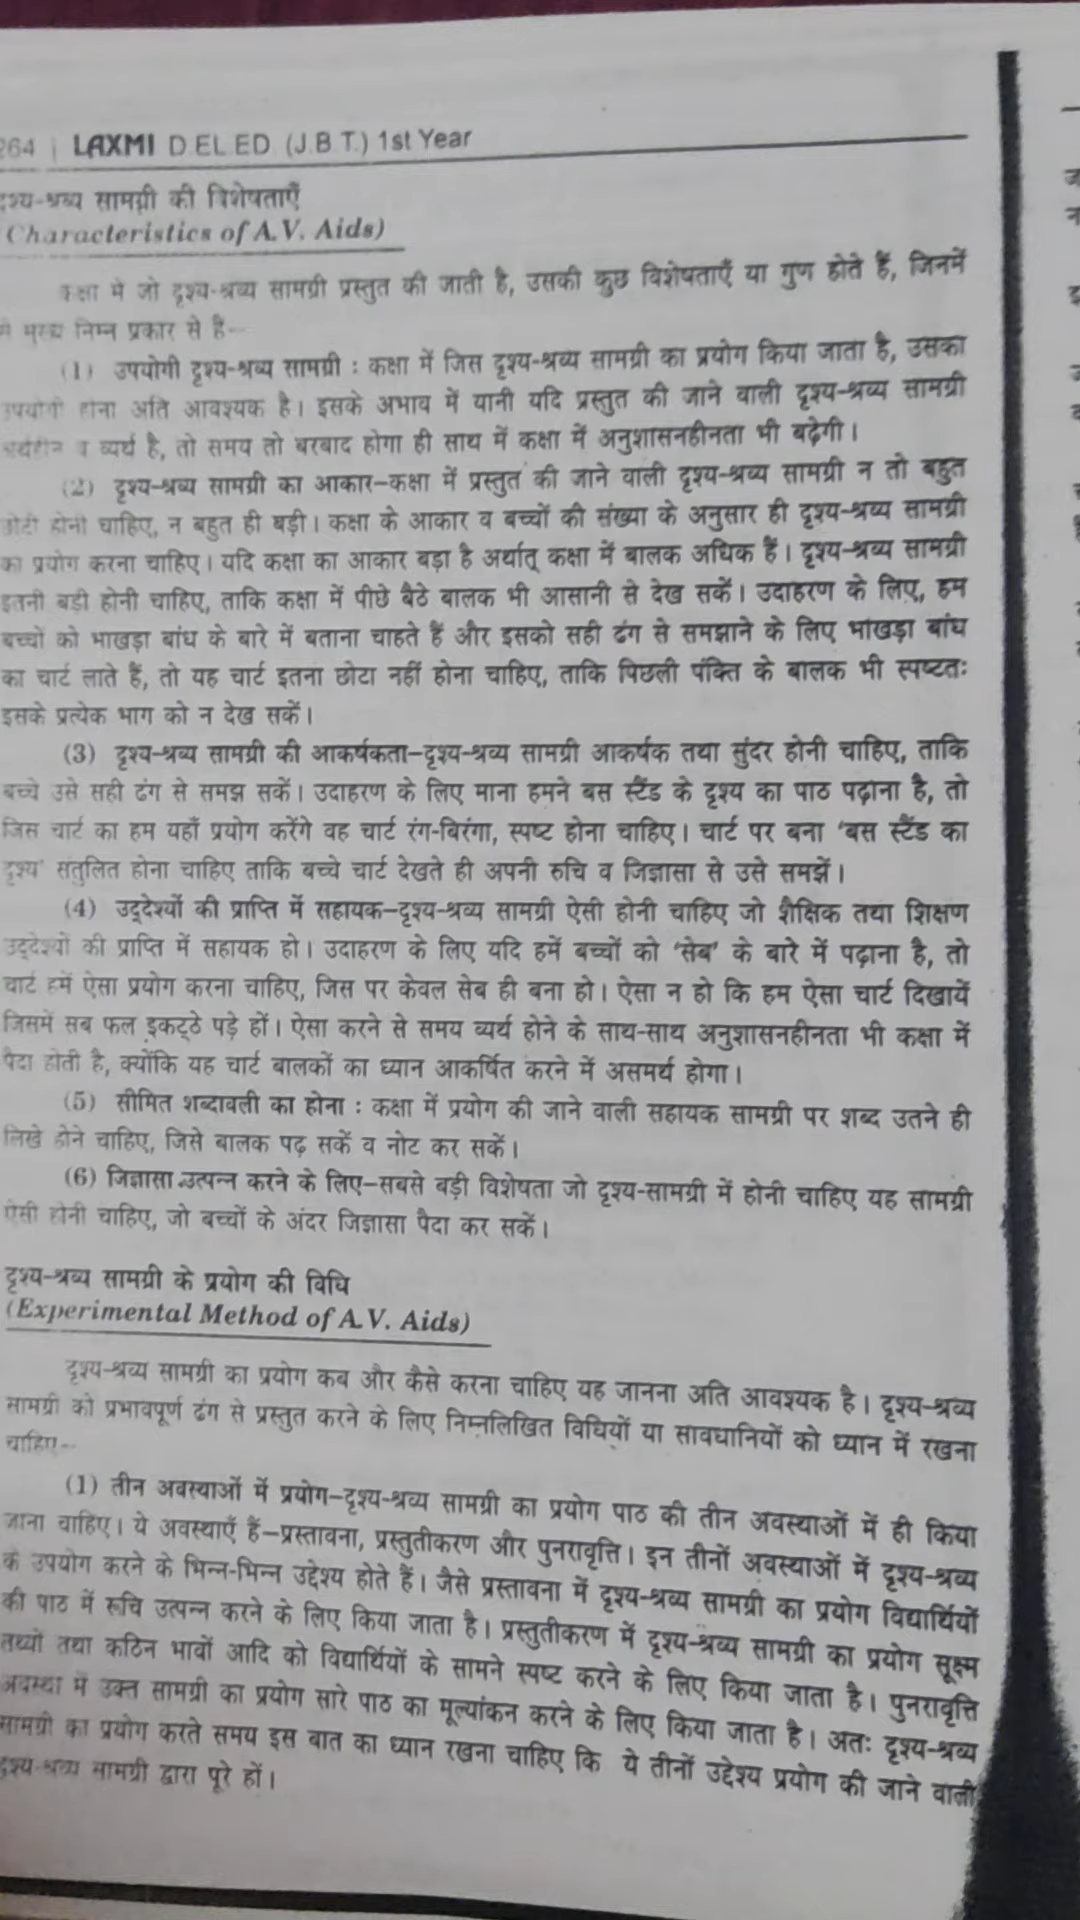 264 | LAXMI D.EL.ED. (J.B.T.) 1st Year
दृश्य-श्रव्य सामग्री की विशेषताएँ
(Characteristics of A.V. Aids)
कक्षा में जो दृश्य-श्रव्य सामग्री प्रस्तुत की जाती है, उसकी कुछ विशेषताएँ या गुण होते हैं, जिनमें
से मुख्य निम्न प्रकार से हैं—
(1) उपयोगी दृश्य-श्रव्य सामग्री : कक्षा में जिस दृश्य-श्रव्य सामग्री का प्रयोग किया जाता है, उसका
उपयोगी होना अति आवश्यक है। इसके अभाव में यानी यदि प्रस्तुत की जाने वाली दृश्य-श्रव्य सामग्री
अर्थहीन व व्यर्थ है, तो समय तो बरबाद होगा ही साथ में कक्षा में अनुशासनहीनता भी बढ़ेगी।
(2) दृश्य-श्रव्य सामग्री का आकार–कक्षा में प्रस्तुत की जाने वाली दृश्य-श्रव्य सामग्री न तो बहुत
छोटी होनी चाहिए, न बहुत ही बड़ी। कक्षा के आकार व बच्चों की संख्या के अनुसार ही दृश्य-श्रव्य सामग्री
का प्रयोग करना चाहिए। यदि कक्षा का आकार बड़ा है अर्थात् कक्षा में बालक अधिक हैं। दृश्य-श्रव्य सामग्री
इतनी बड़ी होनी चाहिए, ताकि कक्षा में पीछे बैठे बालक भी आसानी से देख सकें। उदाहरण के लिए, हम
बच्चों को भाखड़ा बांध के बारे में बताना चाहते हैं और इसको सही ढंग से समझाने के लिए भाखड़ा बांध
का चार्ट लाते हैं, तो यह चार्ट इतना छोटा नहीं होना चाहिए, ताकि पिछली पंक्ति के बालक भी स्पष्टतः
इसके प्रत्येक भाग को न देख सकें।
(3) दृश्य-श्रव्य सामग्री की आकर्षकता–दृश्य-श्रव्य सामग्री आकर्षक तथा सुंदर होनी चाहिए, ताकि
बच्चे उसे सही ढंग से समझ सकें। उदाहरण के लिए माना हमने बस स्टैंड के दृश्य का पाठ पढ़ाना है, तो
जिस चार्ट का हम यहाँ प्रयोग करेंगे वह चार्ट रंग-बिरंगा, स्पष्ट होना चाहिए। चार्ट पर बना ‘बस स्टैंड का
दृश्य’ संतुलित होना चाहिए ताकि बच्चे चार्ट देखते ही अपनी रुचि व जिज्ञासा से उसे समझें।
(4) उद्देश्यों की प्राप्ति में सहायक–दृश्य-श्रव्य सामग्री ऐसी होनी चाहिए जो शैक्षिक तथा शिक्षण
उद्देश्यों की प्राप्ति में सहायक हो। उदाहरण के लिए यदि हमें बच्चों को ‘सेब’ के बारे में पढ़ाना है, तो
चार्ट हमें ऐसा प्रयोग करना चाहिए, जिस पर केवल सेब ही बना हो। ऐसा न हो कि हम ऐसा चार्ट दिखायें
जिसमें सब फल इकट्ठे पड़े हों। ऐसा करने से समय व्यर्थ होने के साथ-साथ अनुशासनहीनता भी कक्षा में
पैदा होती है, क्योंकि यह चार्ट बालकों का ध्यान आकर्षित करने में असमर्थ होगा।
(5) सीमित शब्दावली का होना : कक्षा में प्रयोग की जाने वाली सहायक सामग्री पर शब्द उतने ही
लिखे होने चाहिए, जिसे बालक पढ़ सकें व नोट कर सकें।
(6) जिज्ञासा उत्पन्न करने के लिए–सबसे बड़ी विशेषता जो दृश्य-सामग्री में होनी चाहिए यह सामग्री
ऐसी होनी चाहिए, जो बच्चों के अंदर जिज्ञासा पैदा कर सकें।
दृश्य-श्रव्य सामग्री के प्रयोग की विधि
(Experimental Method of A.V. Aids)
दृश्य-श्रव्य सामग्री का प्रयोग कब और कैसे करना चाहिए यह जानना अति आवश्यक है। दृश्य-श्रव्य
सामग्री को प्रभावपूर्ण ढंग से प्रस्तुत करने के लिए निम्नलिखित विधियों या सावधानियों को ध्यान में रखना
चाहिए—
(1) तीन अवस्थाओं में प्रयोग–दृश्य-श्रव्य सामग्री का प्रयोग पाठ की तीन अवस्थाओं में ही किया
जाना चाहिए। ये अवस्थाएँ हैं–प्रस्तावना, प्रस्तुतीकरण और पुनरावृत्ति। इन तीनों अवस्थाओं में दृश्य-श्रव्य
के उपयोग करने के भिन्न-भिन्न उद्देश्य होते हैं। जैसे प्रस्तावना में दृश्य-श्रव्य सामग्री का प्रयोग विद्यार्थियों
की पाठ में रूचि उत्पन्न करने के लिए किया जाता है। प्रस्तुतीकरण में दृश्य-श्रव्य सामग्री का प्रयोग सूक्ष्म
तथ्यों तथा कठिन भावों आदि को विद्यार्थियों के सामने स्पष्ट करने के लिए किया जाता है। पुनरावृत्ति
अवस्था में उक्त सामग्री का प्रयोग सारे पाठ का मूल्यांकन करने के लिए किया जाता है। अतः दृश्य-श्रव्य
सामग्री का प्रयोग करते समय इस बात का ध्यान रखना चाहिए कि ये तीनों उद्देश्य प्रयोग की जाने वाली
दृश्य-श्रव्य सामग्री द्वारा पूरे हों।